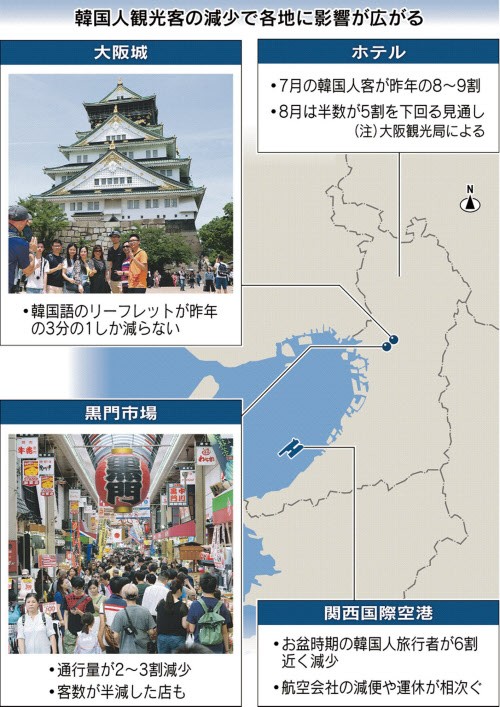 韓国人観光客の減少で各地に影響が広がる
大阪城
・韓国語のリーフレットが昨年
の3分の1しか減らない
ホテル
・7月の韓国人客が昨年の8〜9割
・8月は半数が5割を下回る見通し
(注)大阪観光局による
N
黒門市場
黒門
・通行量が2〜3割減少
・客数が半減した店も
関西国際空港
・お盆時期の韓国人旅行者が6割
近く減少
・航空会社の減便や運休が相次ぐ